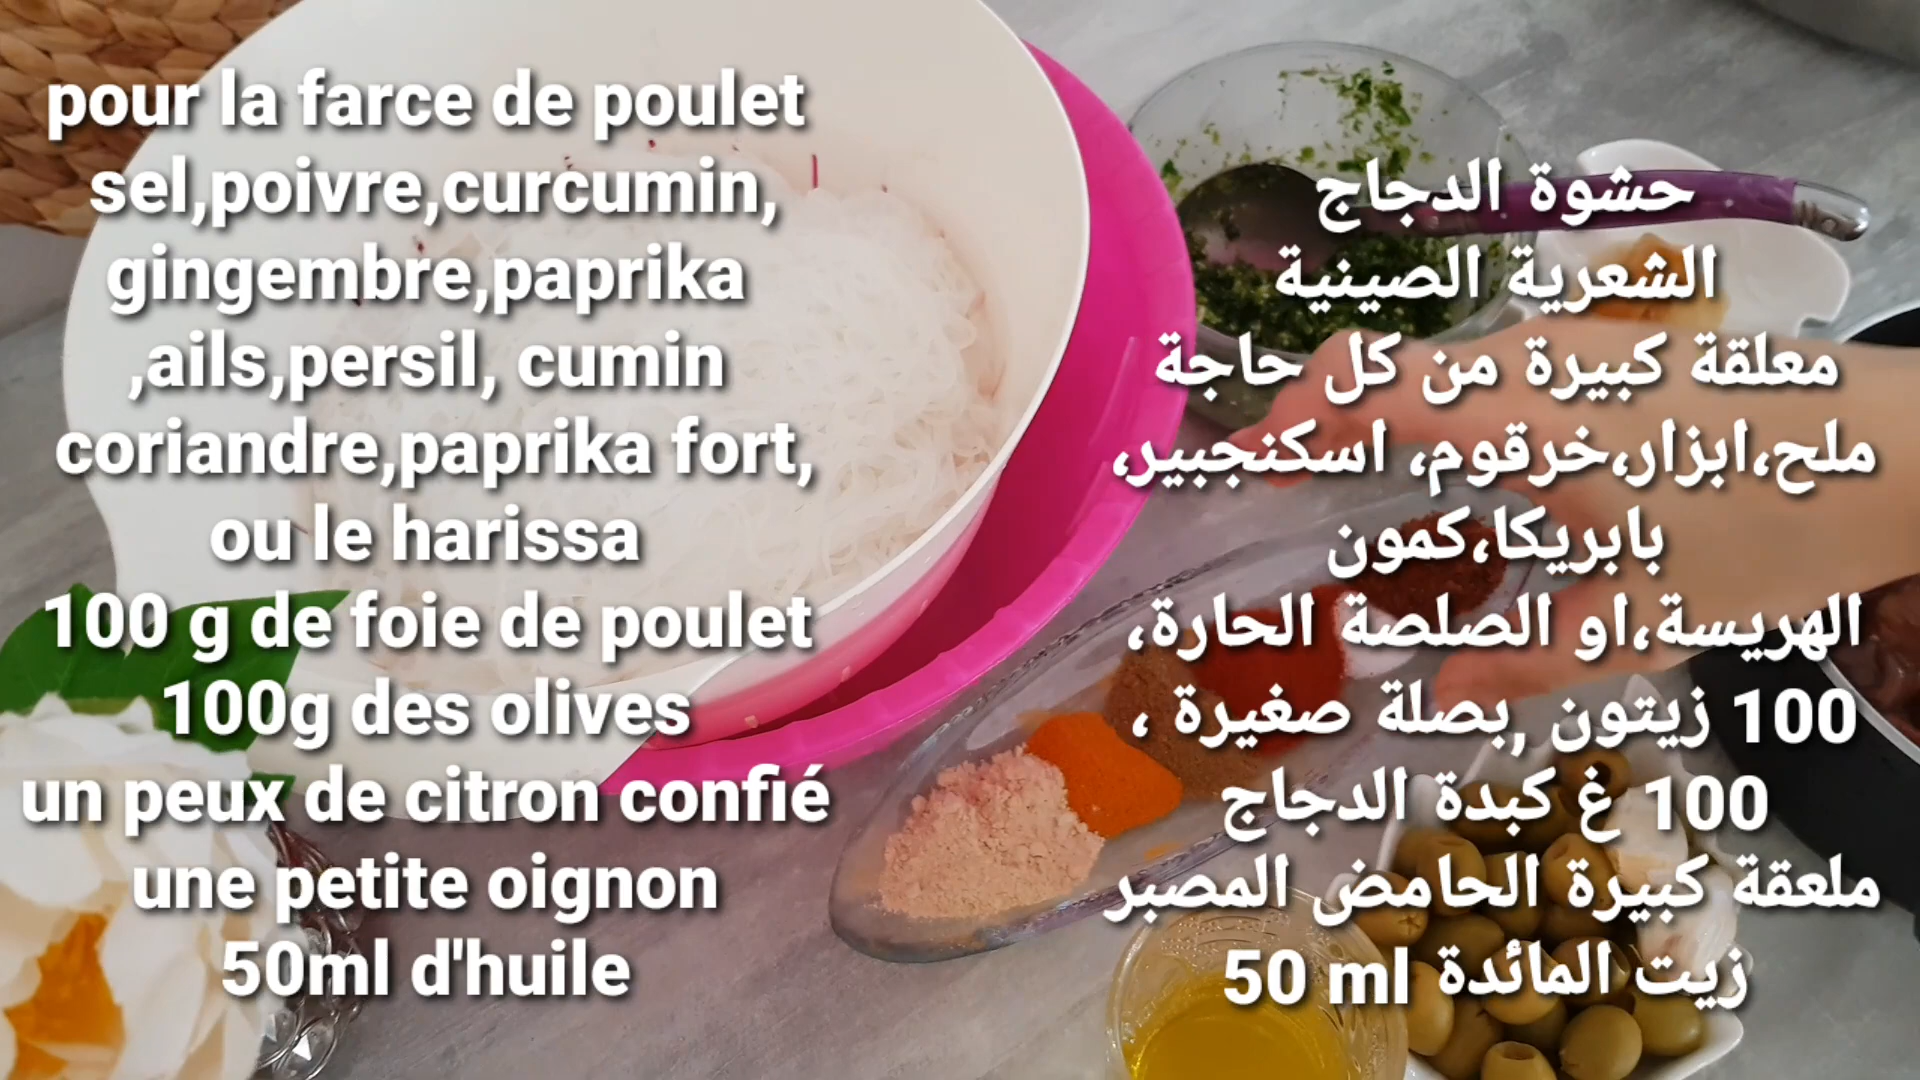 pour la farce de poulet
sel,poivre,curcumin,
gingembre,paprika
,ails,persil, cumin
coriandre,paprika fort,
ou le harissa
100 g de foie de poulet
100g des olives
un peux de citron confié
une petite oignon
50ml d'huile
حشوة الدجاج
الشعرية الصينية
معلقة كبيرة من كل حاجة
ملح،ابزار،خرقوم، اسكنجبير،
بابريكا،كمون
الهريسة،او الصلصة الحارة،
100 زيتون ,بصلة صغيرة ،
100 غ كبدة الدجاج
ملعقة كبيرة الحامض المصبر
زيت المائدة 50 ml